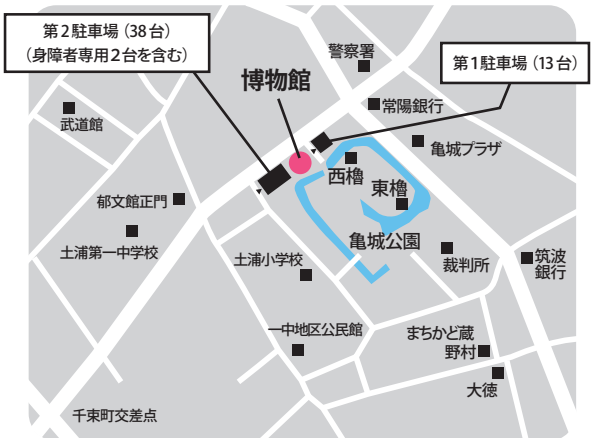 第2駐車場（38台）
（身障者専用2台を含む）
警察署
第1駐車場（13台）
博物館
常陽銀行
武道館
亀城プラザ
西櫓
東櫓
郁文館正門
土浦第一中学校
亀城公園
土浦小学校
裁判所
筑波
銀行
一中地区公民館
まちかど蔵
野村
大徳
千束町交差点